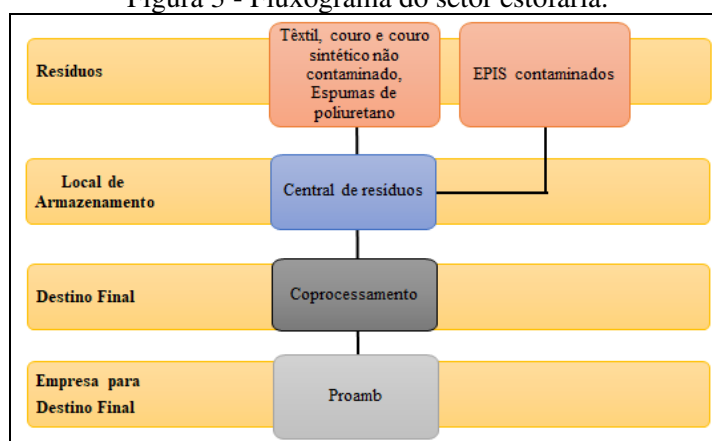 Figura 3 - Fluxograma do setor estofaria.
Resíduos
Têxtil, couro e couro
sintético não
contaminado,
Espumas de
poliuretano
EPIS contaminados
Local de
Armazenamento
Central de resíduos
Destino Final
Coprocessamento
Empresa para
Destino Final
Proamb